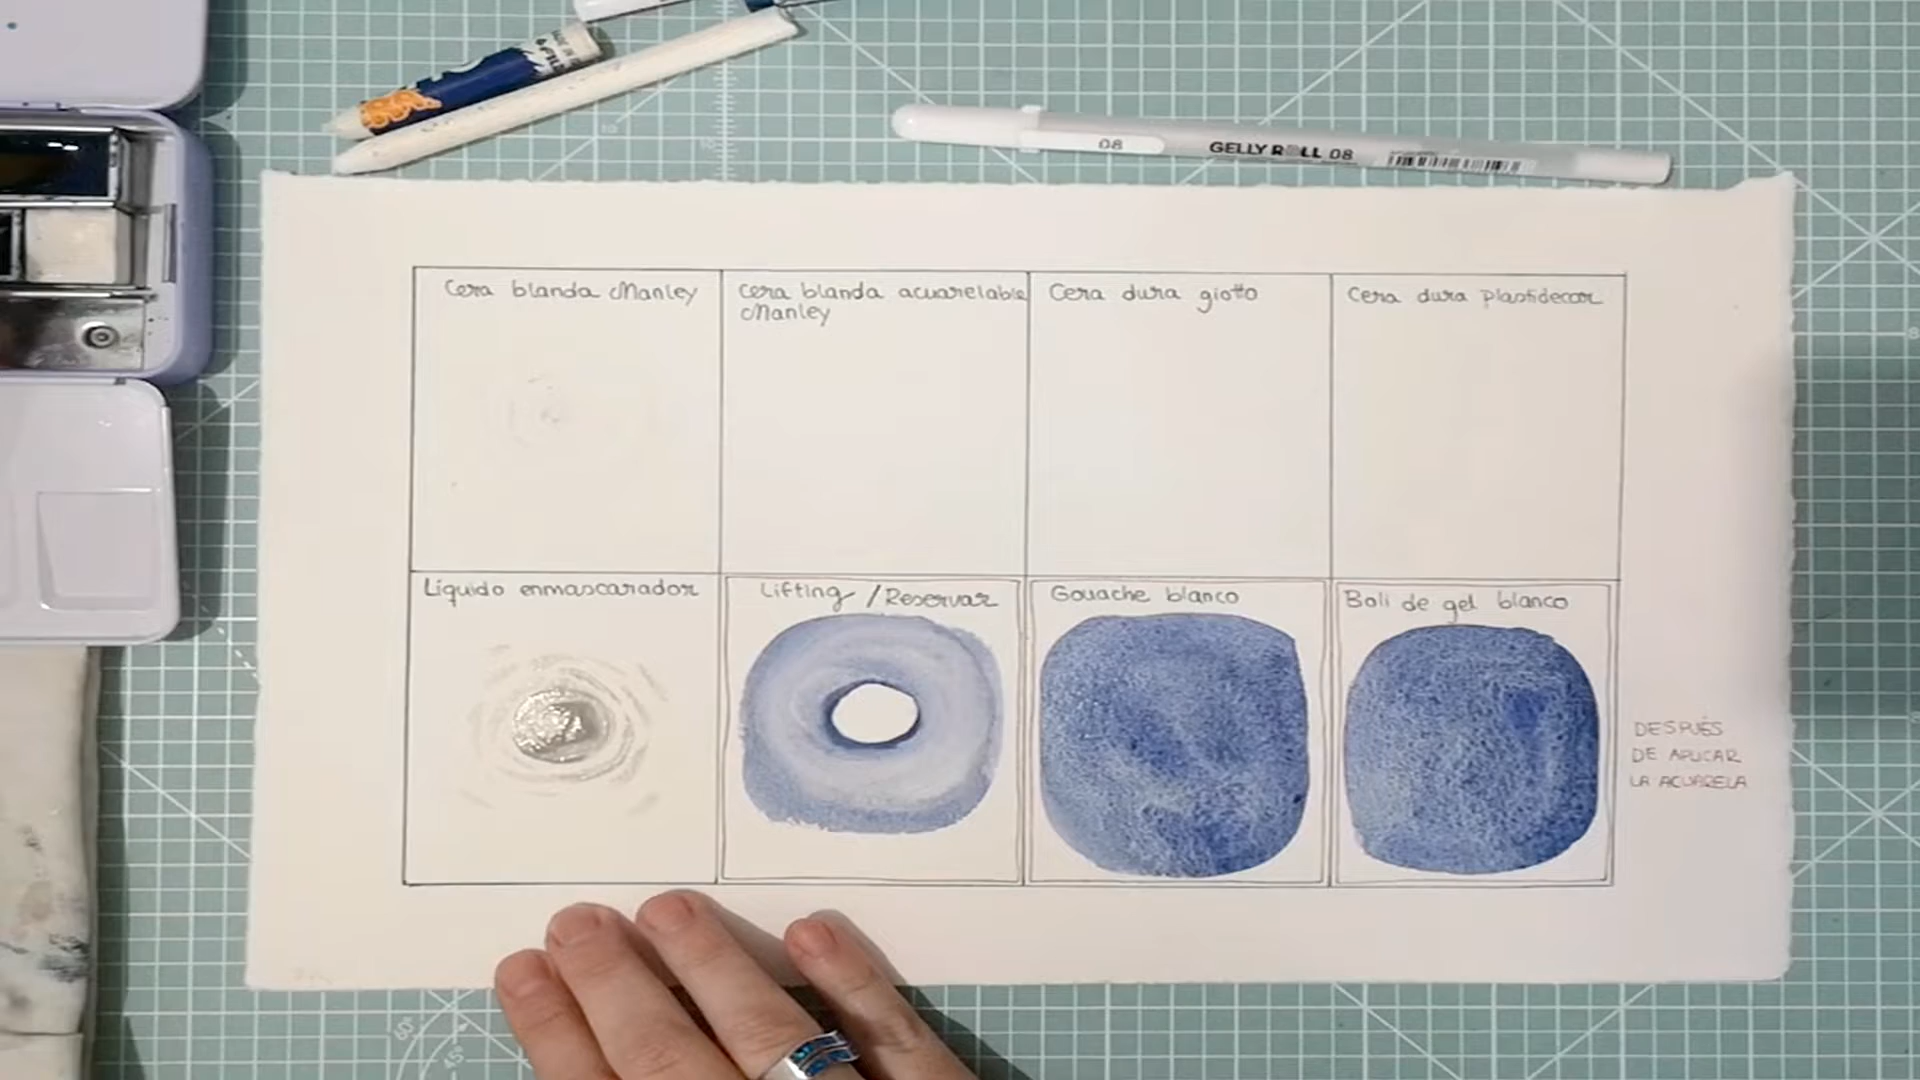 08
GELLY ROLL 08
Cera blanda Manley
cera blanda acuarelable
Manley
Cera dura giotto
Cera dura plastidecor
Líquido enmascarador
Lifting / Reservar
Gouache blanco
Boli de gel blanco
DESPUÉS
DE APLICAR
LA ACUARELA